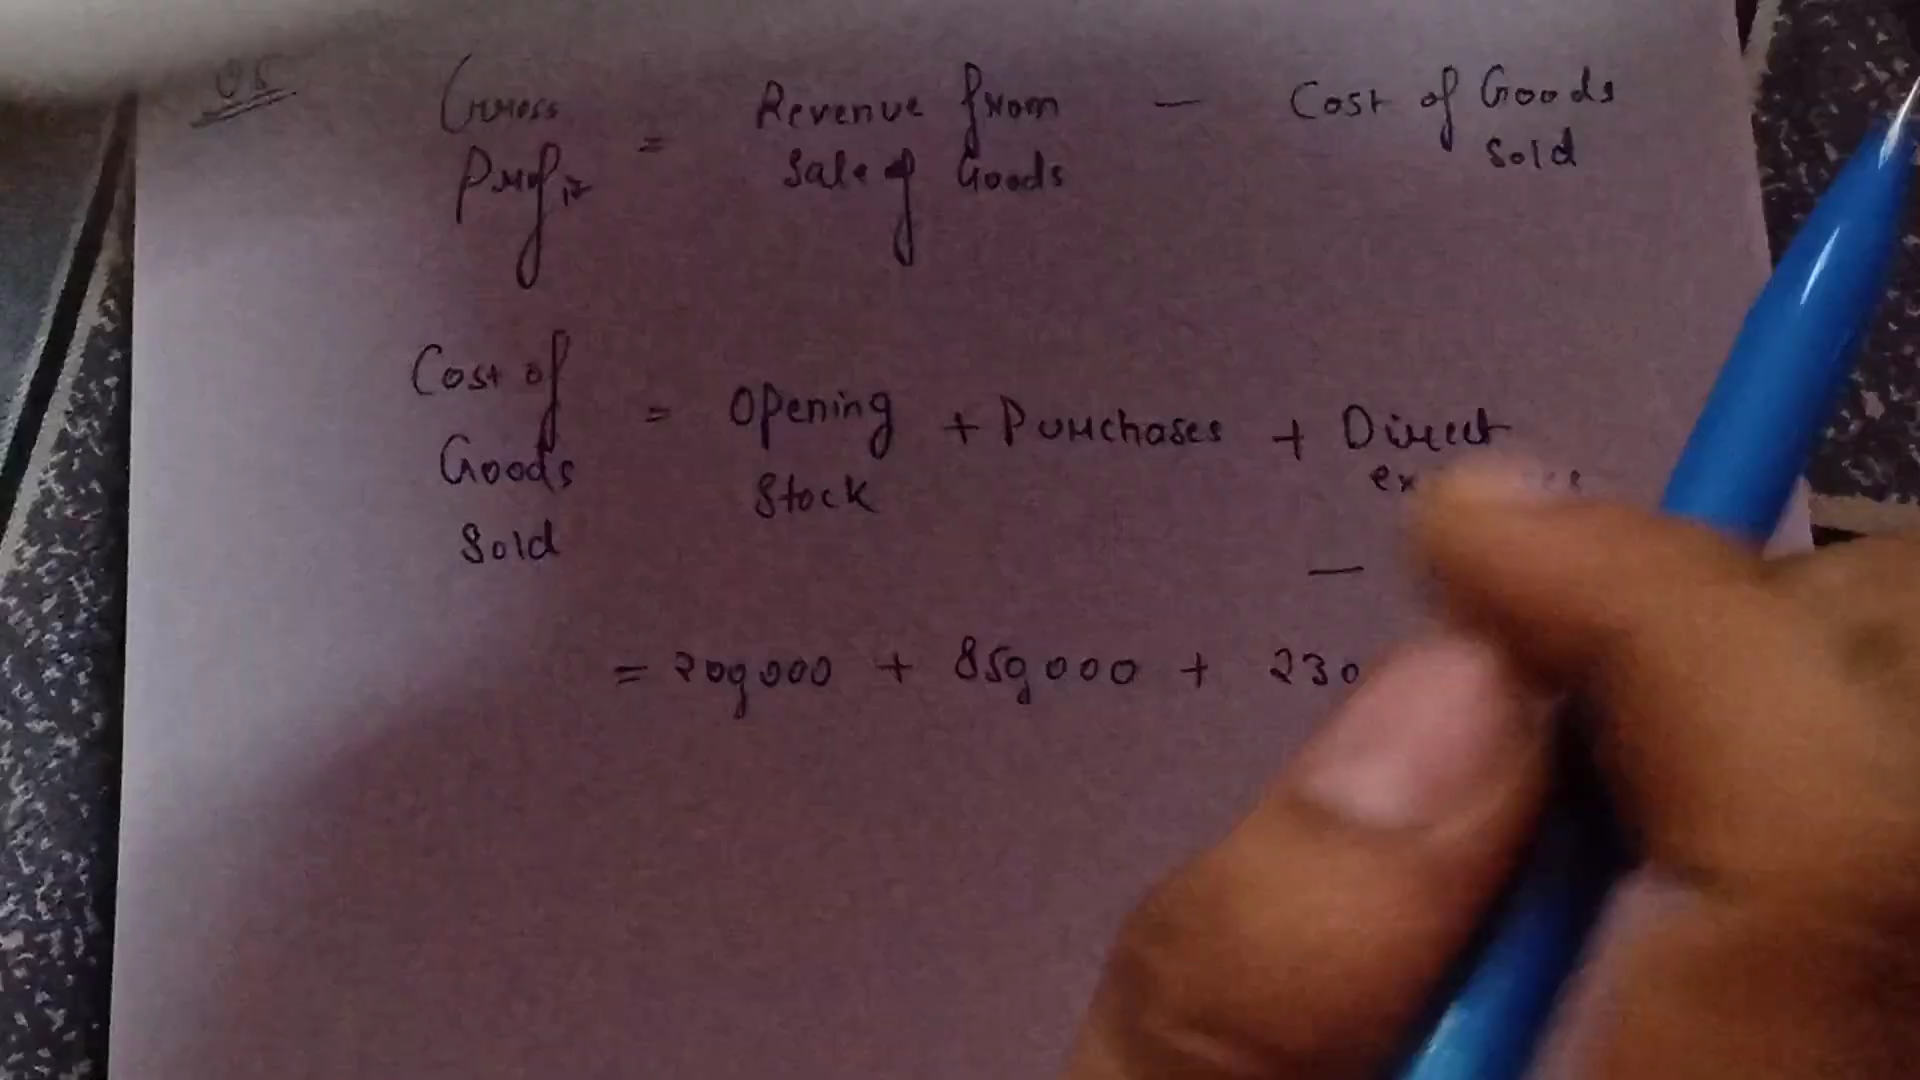 Gross = Revenue from - Cost of Goods
Profit Sale of Goods Sold
Cost of
Goods = Opening + Purchases + Direct
Sold Stock
—
= 200,000 + 850,000 + 230